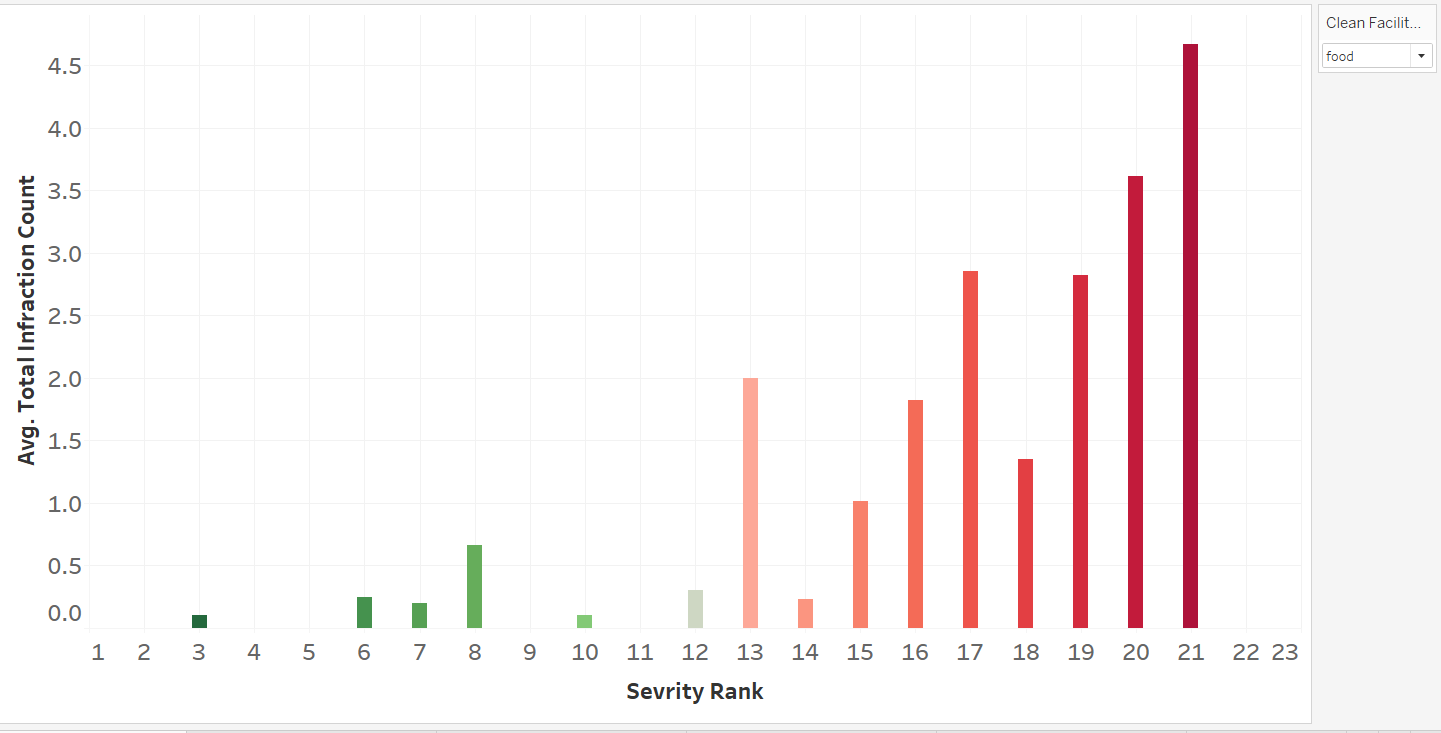 Clean Facilit...
food
4.5
4.0
3.5
3.0
2.5
2.0
1.5
1.0
0.5
0.0
Avg. Total Infraction Count
1 2 3 4 5 6 7 8 9 10 11 12 13 14 15 16 17 18 19 20 21 22 23
Sevrity Rank